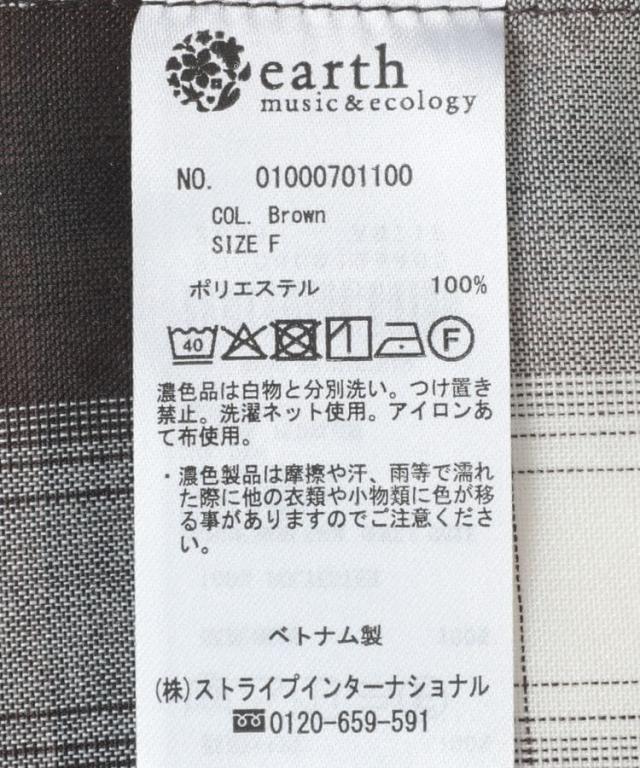 earth
music&ecology
NO. 01000701100
COL. Brown
SIZE F
ポリエステル 100%
40 F
濃色品は白物と分別洗い。つけ置き
禁止。洗濯ネット使用。アイロンあ
て布使用。
・濃色製品は摩擦や汗、雨等で濡れ
た際に他の衣類や小物類に色が移
る事がありますのでご注意くださ
い。
ベトナム製
(株)ストライプインターナショナル
0120-659-591